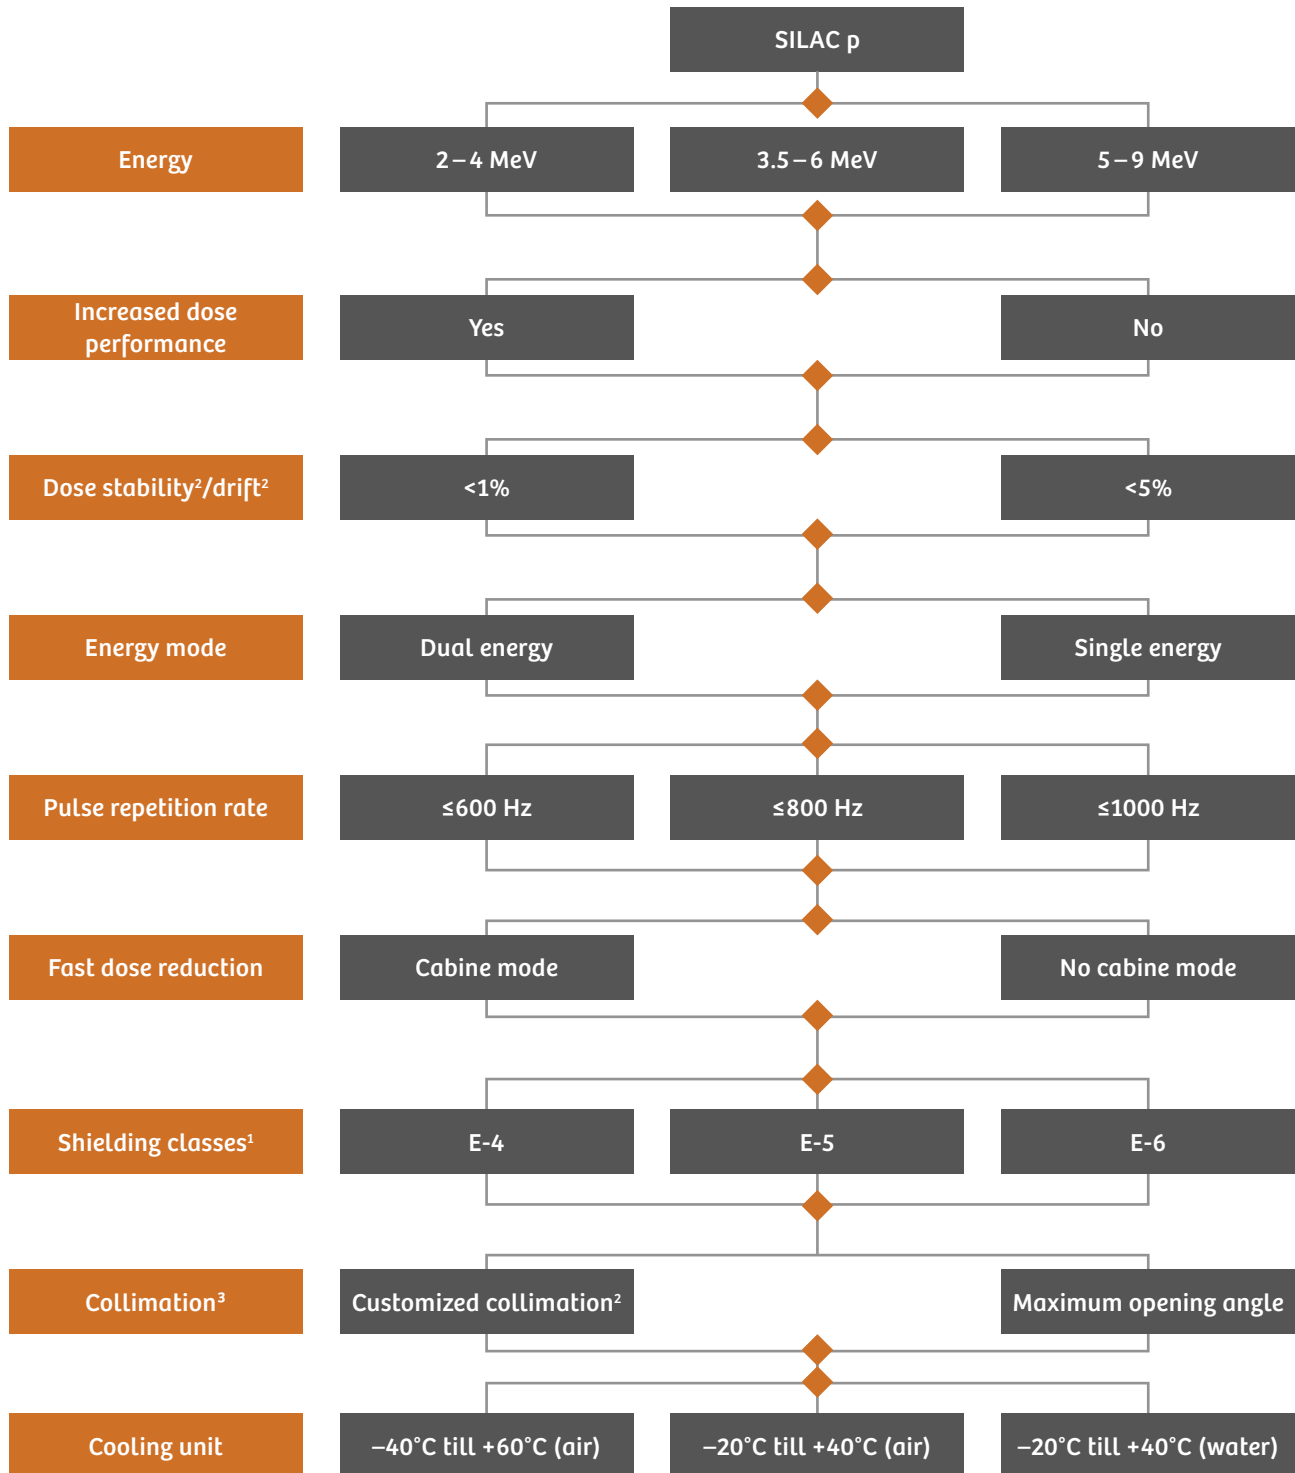 SILAC p
Energy
2 – 4 MeV
3.5 – 6 MeV
5 – 9 MeV
Increased dose
performance
Yes
No
Dose stability²/drift²
<1%
<5%
Energy mode
Dual energy
Single energy
Pulse repetition rate
≤600 Hz
≤800 Hz
≤1000 Hz
Fast dose reduction
Cabine mode
No cabine mode
Shielding classes¹
E-4
E-5
E-6
Collimation³
Customized collimation²
Maximum opening angle
Cooling unit
–40°C till +60°C (air)
–20°C till +40°C (air)
–20°C till +40°C (water)